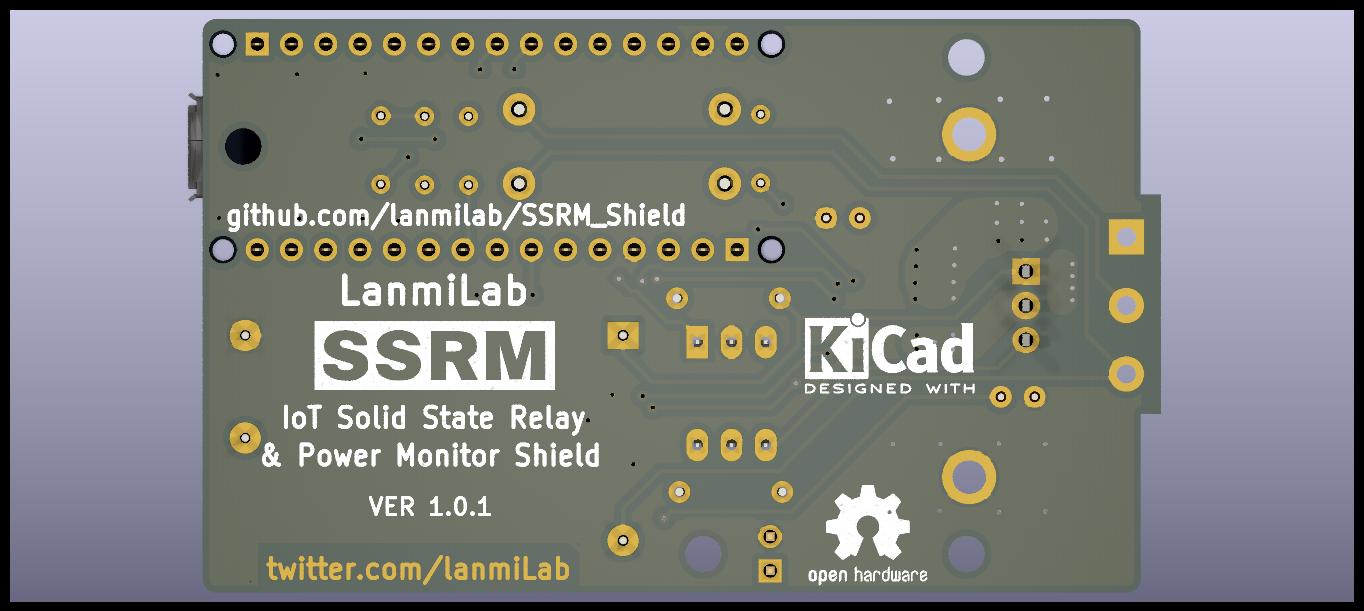 github.com/lanmilab/SSRM_Shield
LanmiLab
SSRM
IoT Solid State Relay
& Power Monitor Shield
VER 1.0.1
twitter.com/lanmiLab
KiCad
DESIGNED WITH
open hardware